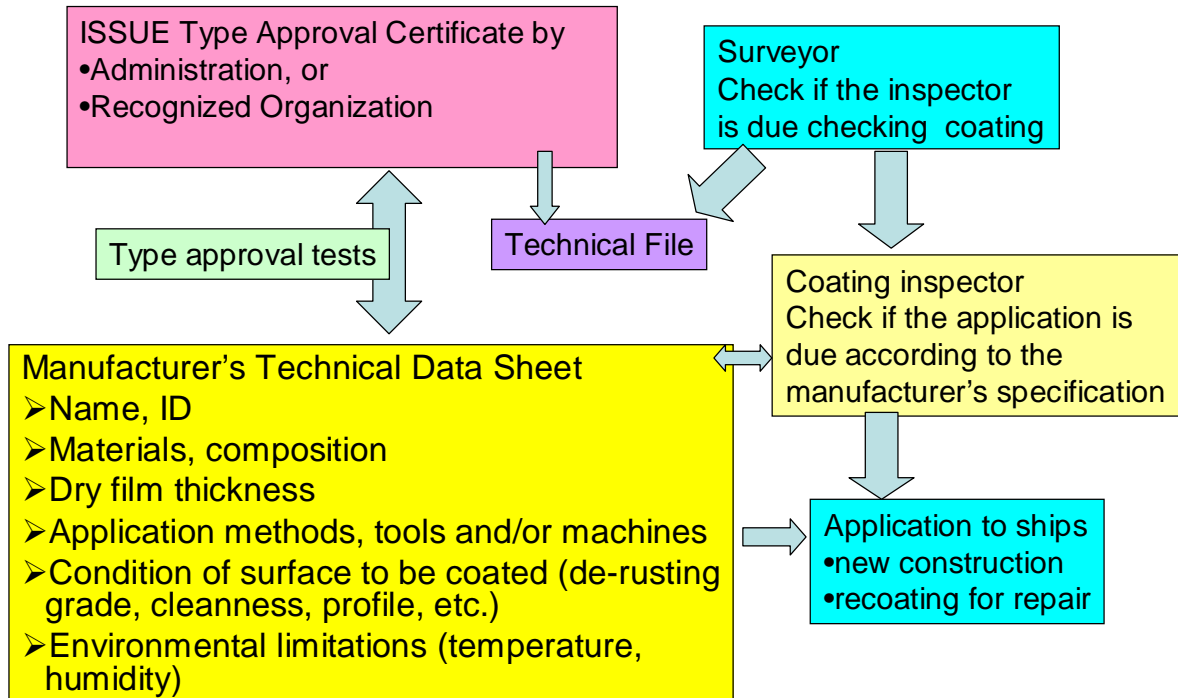 ISSUE Type Approval Certificate by
•Administration, or
•Recognized Organization
Surveyor
Check if the inspector
is due checking coating
Type approval tests
Technical File
Coating inspector
Check if the application is
due according to the
manufacturer's specification
Manufacturer's Technical Data Sheet
➢Name, ID
➢Materials, composition
➢Dry film thickness
➢Application methods, tools and/or machines
➢Condition of surface to be coated (de-rusting
grade, cleanness, profile, etc.)
➢Environmental limitations (temperature,
humidity)
Application to ships
•new construction
•recoating for repair